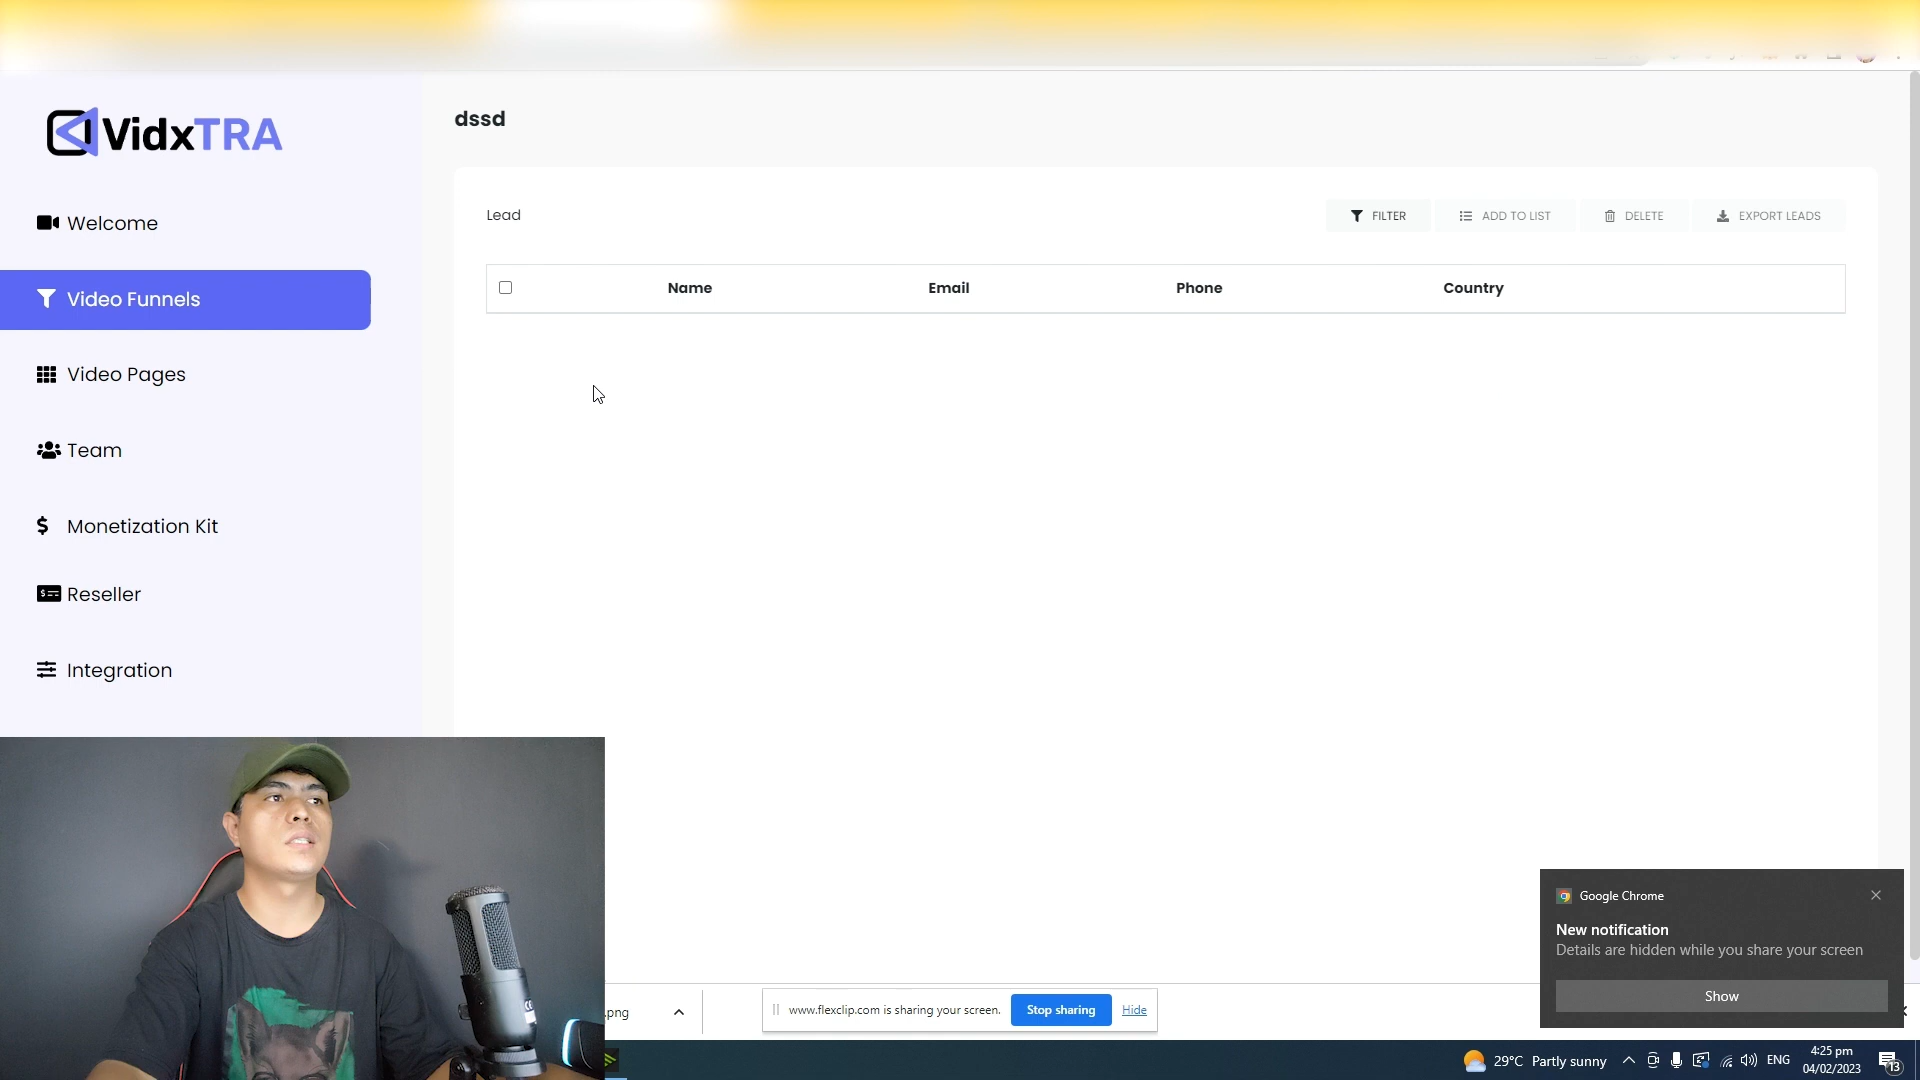 VidxTRA
dssd
Welcome
Lead
FILTER
ADD TO LIST
DELETE
EXPORT LEADS
Video Funnels
Name
Email
Phone
Country
Video Pages
Team
Monetization Kit
Reseller
Integration
Google Chrome
New notification
Details are hidden while you share your screen
Show
.png
www.flexclip.com is sharing your screen.
Stop sharing
Hide
29°C Partly sunny
ENG
4:25 pm
04/02/2023
13